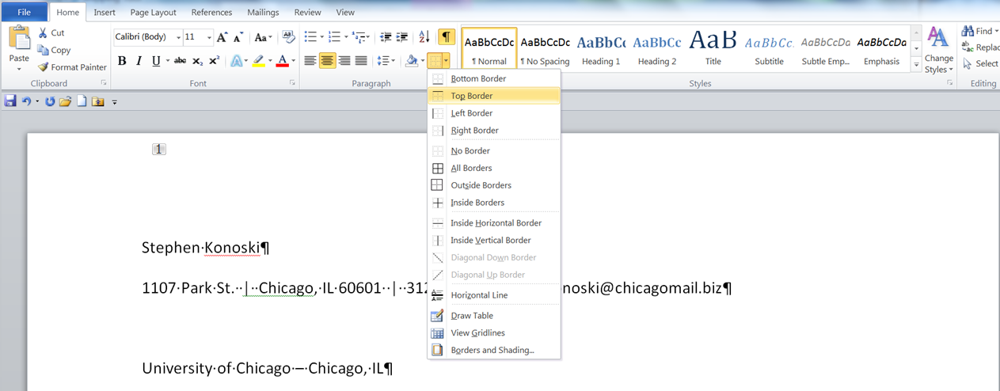 File Home Insert Page Layout References Mailings Review View
Cut
Copy
Format Painter
Paste
Clipboard
Calibri (Body) 11 A A Aa
B I U abc x₂ x² A A
Font
Paragraph
AaBbCcDc AaBbCcDc AaBbCc AaBbCc AaB AaBbCc. AaBbCcDa AaBbCcDa
¶ Normal ¶ No Spacing Heading 1 Heading 2 Title Subtitle Subtle Emp... Emphasis
Styles
Change
Styles
Find
Replac
Select
Editing
Bottom Border
Top Border
Left Border
Right Border
No Border
All Borders
Outside Borders
Inside Borders
Inside Horizontal Border
Inside Vertical Border
Diagonal Down Border
Diagonal Up Border
Horizontal Line
Draw Table
View Gridlines
Borders and Shading...
1
Stephen·Konoski¶
1107·Park·St.··|··Chicago,·IL·60601··|··312 noski@chicagomail.biz¶
University·of·Chicago·–·Chicago,·IL¶